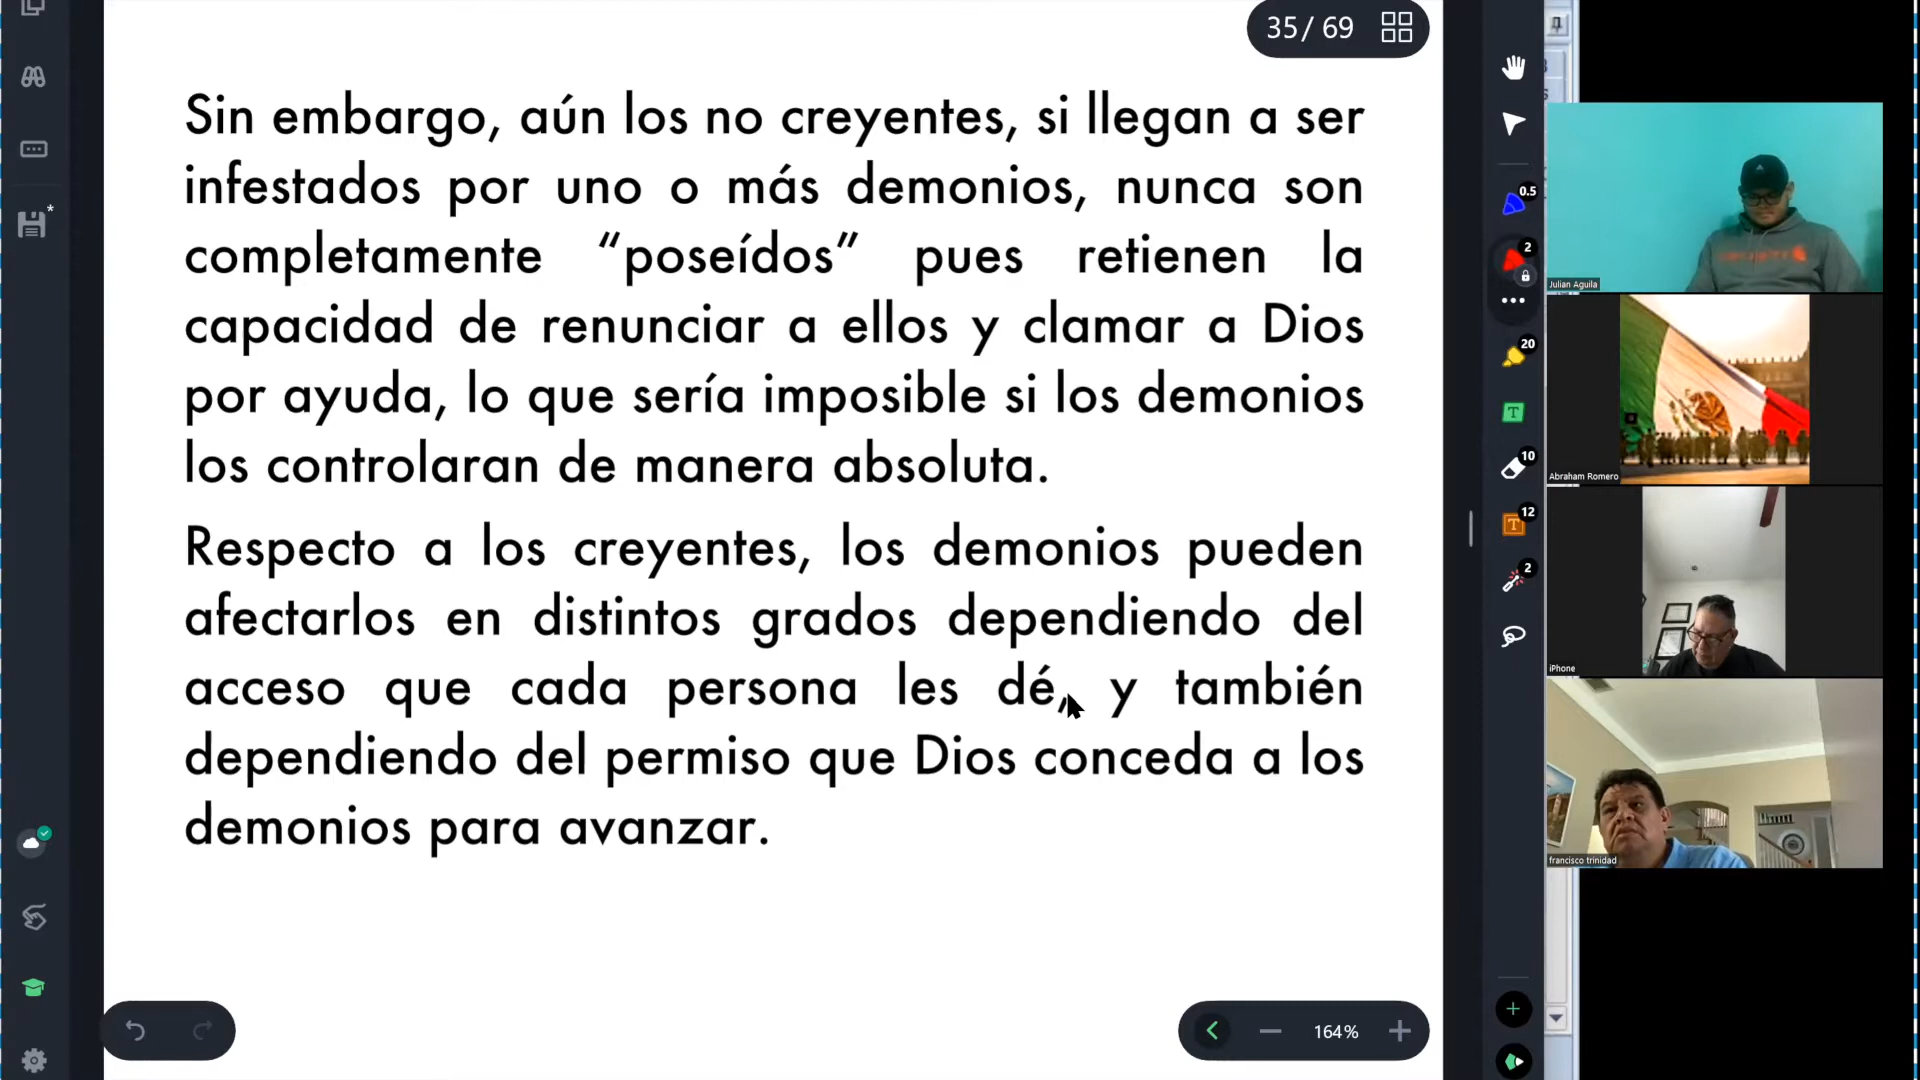 35/ 69
Sin embargo, aún los no creyentes, si llegan a ser
infestados por uno o más demonios, nunca son
completamente “poseídos” pues retienen la
capacidad de renunciar a ellos y clamar a Dios
por ayuda, lo que sería imposible si los demonios
los controlaran de manera absoluta.
Respecto a los creyentes, los demonios pueden
afectarlos en distintos grados dependiendo del
acceso que cada persona les dé, y también
dependiendo del permiso que Dios conceda a los
demonios para avanzar.
164%
0.5
2
20
T
10
T
12
2
Julian Aguila
Abraham Romero
iPhone
francisco trinidad